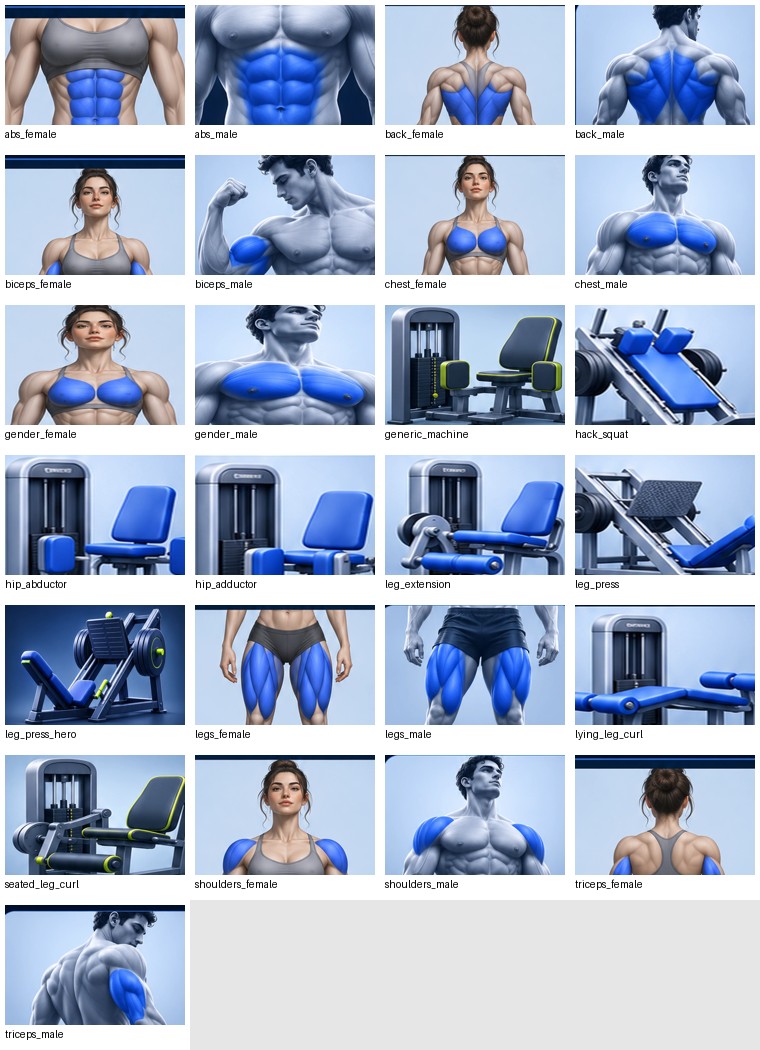 abs_female
abs_male
back_female
back_male
biceps_female
biceps_male
chest_female
chest_male
gender_female
gender_male
generic_machine
hack_squat
hip_abductor
hip_adductor
leg_extension
leg_press
leg_press_hero
legs_female
legs_male
lying_leg_curl
seated_leg_curl
shoulders_female
shoulders_male
triceps_female
triceps_male